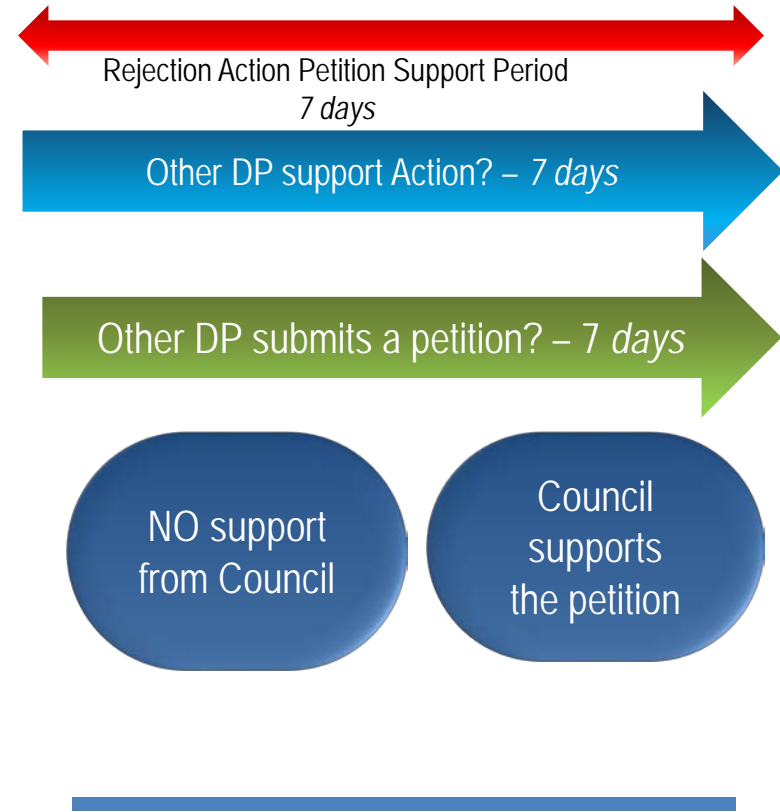 Rejection Action Petition Support Period
7 days
Other DP support Action? – 7 days
Other DP submits a petition? – 7 days
NO support
from Council
Council
supports
the petition